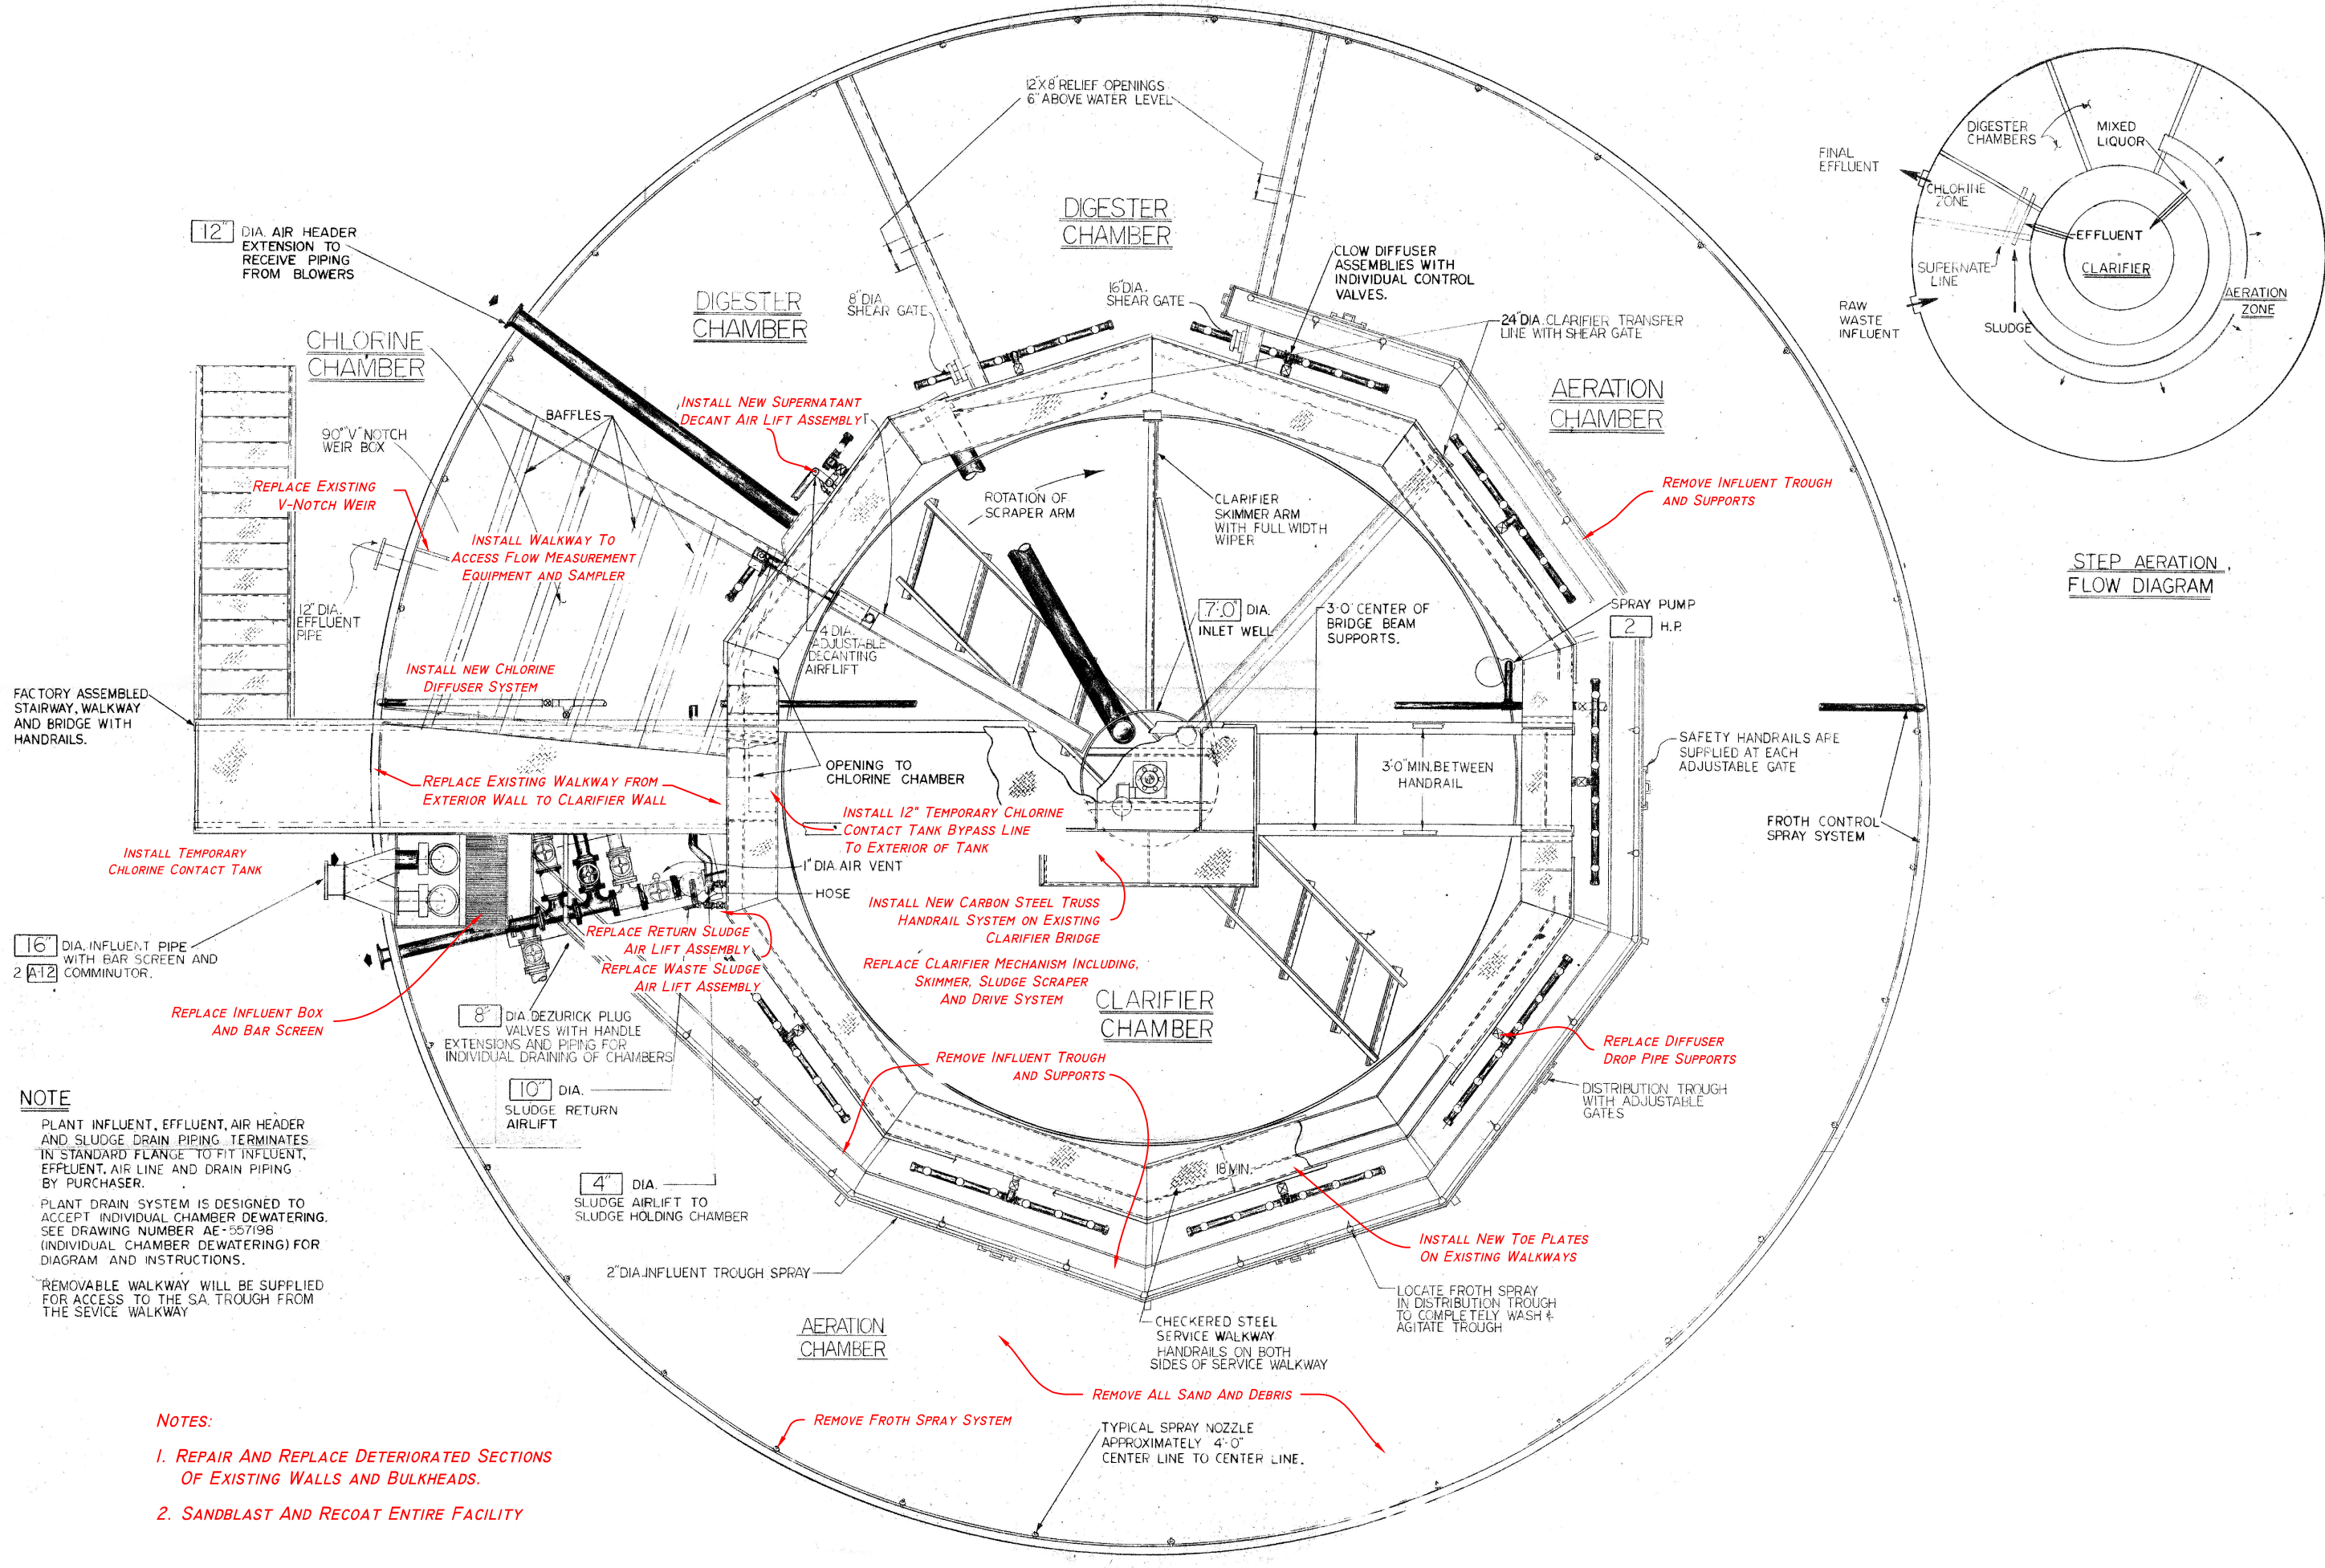 12" DIA. AIR HEADER
EXTENSION TO
RECEIVE PIPING
FROM BLOWERS
CHLORINE
CHAMBER
BAFFLES
90° "V" NOTCH
WEIR BOX
REPLACE EXISTING
V-NOTCH WEIR
INSTALL WALKWAY TO
ACCESS FLOW MEASUREMENT
EQUIPMENT AND SAMPLER
12" DIA.
EFFLUENT
PIPE
INSTALL NEW CHLORINE
DIFFUSER SYSTEM
FACTORY ASSEMBLED
STAIRWAY, WALKWAY
AND BRIDGE WITH
HANDRAILS.
REPLACE EXISTING WALKWAY FROM
EXTERIOR WALL TO CLARIFIER WALL
INSTALL TEMPORARY
CHLORINE CONTACT TANK
16" DIA. INFLUENT PIPE
WITH BAR SCREEN AND
2 A-12 COMMINUTOR.
REPLACE INFLUENT BOX
AND BAR SCREEN
12"X8" RELIEF OPENINGS
6" ABOVE WATER LEVEL
DIGESTER
CHAMBER
DIGESTER
CHAMBER
8" DIA.
SHEAR GATE
16" DIA.
SHEAR GATE
CLOW DIFFUSER
ASSEMBLIES WITH
INDIVIDUAL CONTROL
VALVES.
24" DIA. CLARIFIER TRANSFER
LINE WITH SHEAR GATE
INSTALL NEW SUPERNATANT
DECANT AIR LIFT ASSEMBLY
AERATION
CHAMBER
REMOVE INFLUENT TROUGH
AND SUPPORTS
ROTATION OF
SCRAPER ARM
CLARIFIER
SKIMMER ARM
WITH FULL WIDTH
WIPER
4" DIA.
ADJUSTABLE
DECANTING
AIRLIFT
7'-0" DIA.
INLET WELL
3'-0" CENTER OF
BRIDGE BEAM
SUPPORTS.
SPRAY PUMP
2 H.P.
OPENING TO
CHLORINE CHAMBER
3'-0" MIN. BETWEEN
HANDRAIL
SAFETY HANDRAILS ARE
SUPPLIED AT EACH
ADJUSTABLE GATE
FROTH CONTROL
SPRAY SYSTEM
INSTALL 12" TEMPORARY CHLORINE
CONTACT TANK BYPASS LINE
TO EXTERIOR OF TANK
1" DIA. AIR VENT
HOSE
INSTALL NEW CARBON STEEL TRUSS
HANDRAIL SYSTEM ON EXISTING
CLARIFIER BRIDGE
REPLACE RETURN SLUDGE
AIR LIFT ASSEMBLY
REPLACE WASTE SLUDGE
AIR LIFT ASSEMBLY
REPLACE CLARIFIER MECHANISM INCLUDING,
SKIMMER, SLUDGE SCRAPER
AND DRIVE SYSTEM
CLARIFIER
CHAMBER
8" DIA. DEZURICK PLUG
VALVES WITH HANDLE
EXTENSIONS AND PIPING FOR
INDIVIDUAL DRAINING OF CHAMBERS
REMOVE INFLUENT TROUGH
AND SUPPORTS
REPLACE DIFFUSER
DROP PIPE SUPPORTS
DISTRIBUTION TROUGH
WITH ADJUSTABLE
GATES
10" DIA.
SLUDGE RETURN
AIRLIFT
4" DIA.
SLUDGE AIRLIFT TO
SLUDGE HOLDING CHAMBER
18" MIN.
2" DIA. INFLUENT TROUGH SPRAY
INSTALL NEW TOE PLATES
ON EXISTING WALKWAYS
LOCATE FROTH SPRAY
IN DISTRIBUTION TROUGH
TO COMPLETELY WASH &
AGITATE TROUGH
AERATION
CHAMBER
CHECKERED STEEL
SERVICE WALKWAY
HANDRAILS ON BOTH
SIDES OF SERVICE WALKWAY
REMOVE ALL SAND AND DEBRIS
REMOVE FROTH SPRAY SYSTEM
TYPICAL SPRAY NOZZLE
APPROXIMATELY 4'-0"
CENTER LINE TO CENTER LINE.
NOTE
PLANT INFLUENT, EFFLUENT, AIR HEADER
AND SLUDGE DRAIN PIPING TERMINATES
IN STANDARD FLANGE TO FIT INFLUENT,
EFFLUENT, AIR LINE AND DRAIN PIPING
BY PURCHASER.
PLANT DRAIN SYSTEM IS DESIGNED TO
ACCEPT INDIVIDUAL CHAMBER DEWATERING.
SEE DRAWING NUMBER AE-557198
(INDIVIDUAL CHAMBER DEWATERING) FOR
DIAGRAM AND INSTRUCTIONS.
REMOVABLE WALKWAY WILL BE SUPPLIED
FOR ACCESS TO THE S.A. TROUGH FROM
THE SEVICE WALKWAY
NOTES:
1. REPAIR AND REPLACE DETERIORATED SECTIONS
OF EXISTING WALLS AND BULKHEADS.
2. SANDBLAST AND RECOAT ENTIRE FACILITY
DIGESTER
CHAMBERS
MIXED
LIQUOR
FINAL
EFFLUENT
CHLORINE
ZONE
EFFLUENT
CLARIFIER
SUPERNATE
LINE
AERATION
ZONE
RAW
WASTE
INFLUENT
SLUDGE
STEP AERATION
FLOW DIAGRAM